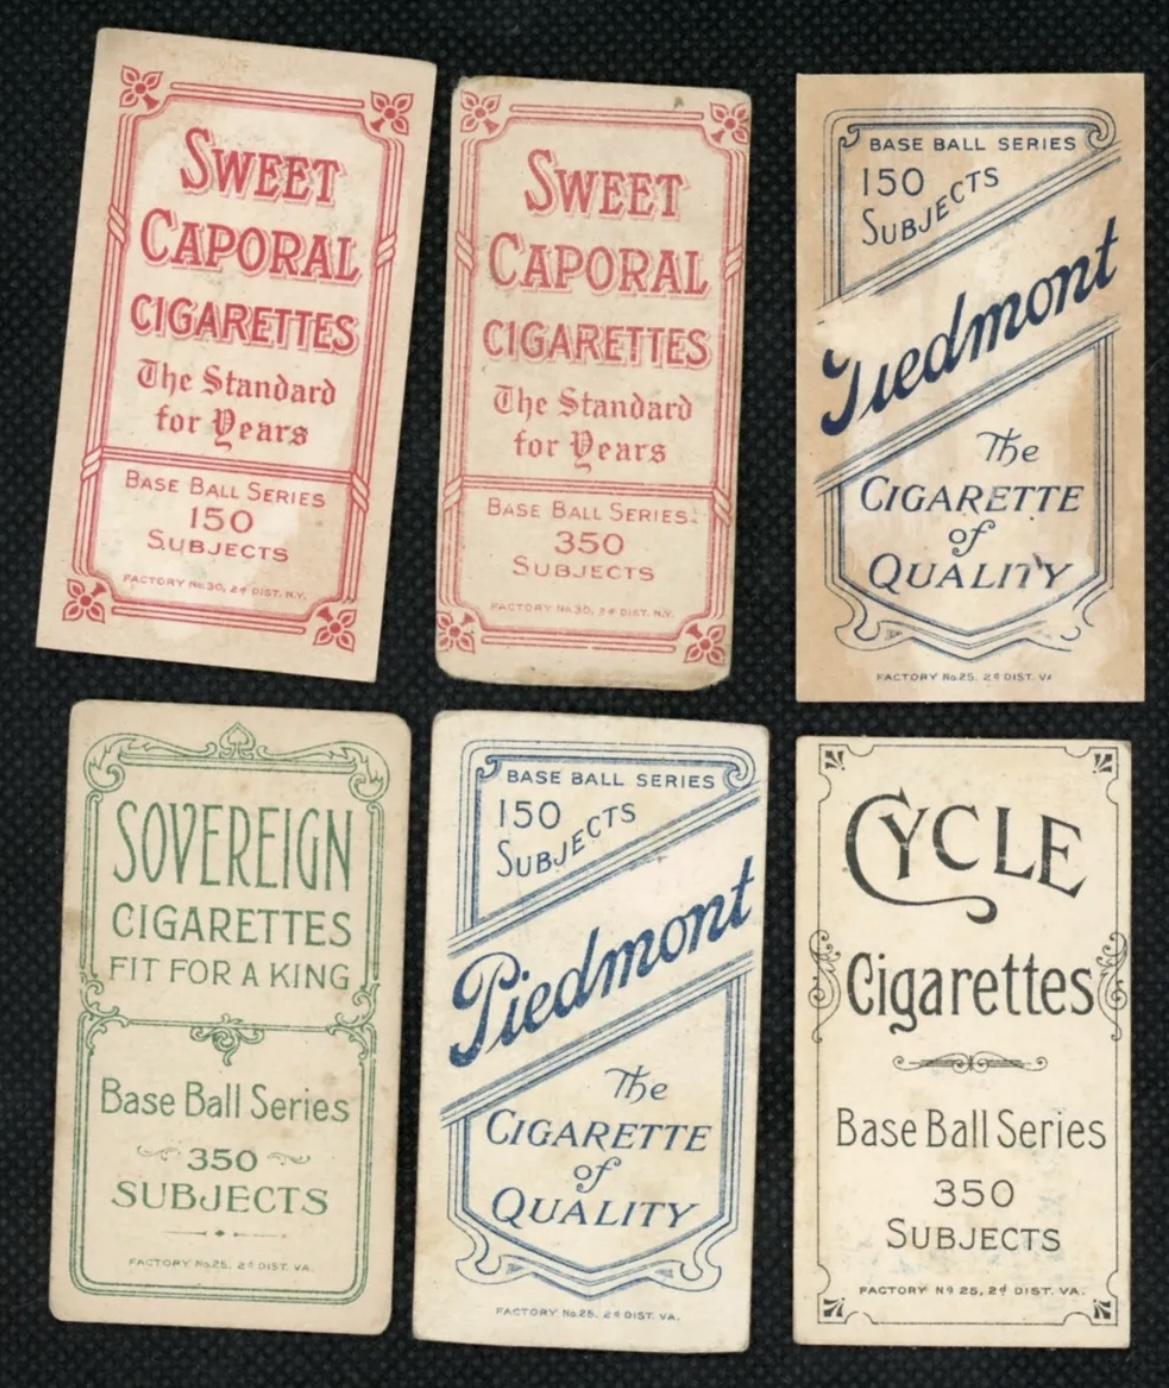 SWEET
CAPORAL
CIGARETTES
The Standard
for Years
BASE BALL SERIES
150
SUBJECTS
FACTORY No.30, 2d DIST. N.Y.
SWEET
CAPORAL
CIGARETTES
The Standard
for Years
BASE BALL SERIES
350
SUBJECTS
FACTORY No.30, 2d DIST. N.Y.
BASE BALL SERIES
150
SUBJECTS
Piedmont
The
CIGARETTE
of
QUALITY
FACTORY No.25, 2d DIST. VA
SOVEREIGN
CIGARETTES
FIT FOR A KING
Base Ball Series
350
SUBJECTS
FACTORY No.25, 2d DIST. VA.
BASE BALL SERIES
150
SUBJECTS
Piedmont
The
CIGARETTE
of
QUALITY
FACTORY No.25, 2d DIST. VA.
CYCLE
Cigarettes
Base Ball Series
350
SUBJECTS
FACTORY No 25, 2d DIST. VA.